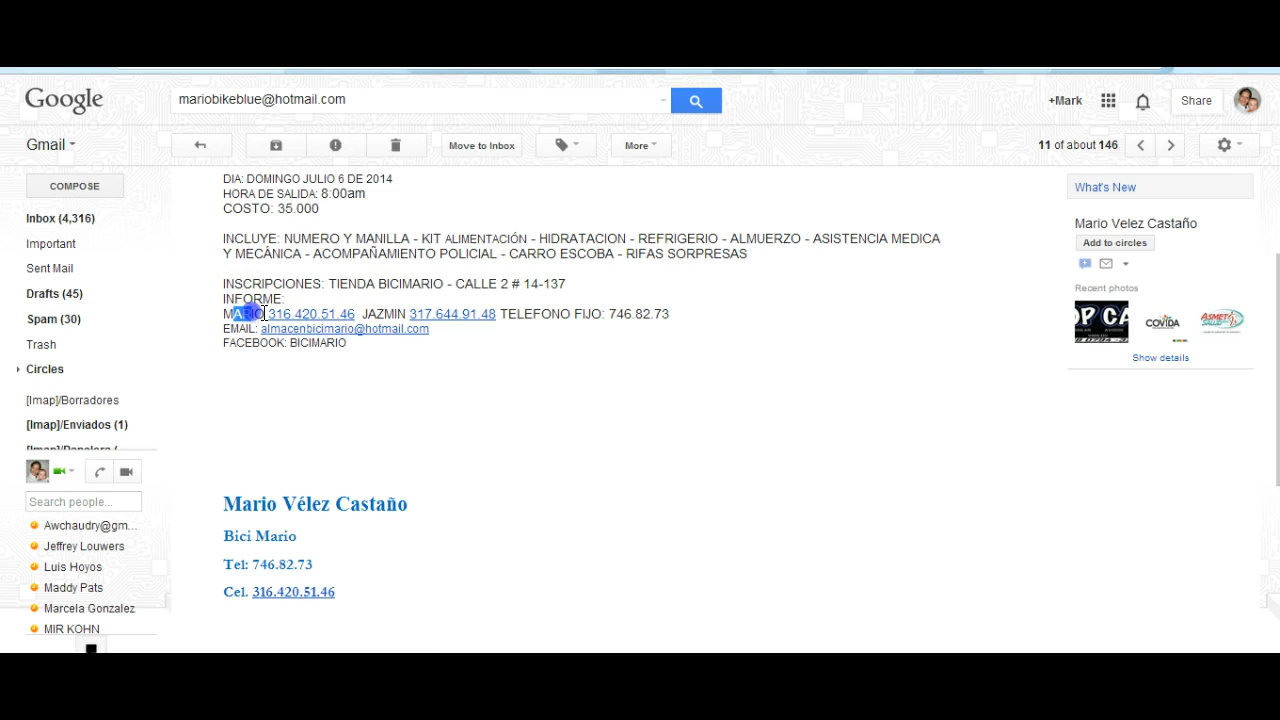 Google
mariobikeblue@hotmail.com
+Mark
Share
Gmail
Move to Inbox
More
11 of about 146
COMPOSE
Inbox (4,316)
Important
Sent Mail
Drafts (45)
Spam (30)
Trash
Circles
[Imap]/Borradores
[Imap]/Enviados (1)
Search people...
Awchaudry@gm...
Jeffrey Louwers
Luis Hoyos
Maddy Pats
Marcela Gonzalez
MIR KOHN
DIA: DOMINGO JULIO 6 DE 2014
HORA DE SALIDA: 8:00am
COSTO: 35.000
INCLUYE: NUMERO Y MANILLA - KIT ALIMENTACIÓN - HIDRATACION - REFRIGERIO - ALMUERZO - ASISTENCIA MEDICA
Y MECÁNICA - ACOMPAÑAMIENTO POLICIAL - CARRO ESCOBA - RIFAS SORPRESAS
INSCRIPCIONES: TIENDA BICIMARIO - CALLE 2 # 14-137
INFORME:
MARIO 316.420.51.46 JAZMIN 317.644.91.48 TELEFONO FIJO: 746.82.73
EMAIL: almacenbicimario@hotmail.com
FACEBOOK: BICIMARIO
Mario Vélez Castaño
Bici Mario
Tel: 746.82.73
Cel. 316.420.51.46
What's New
Mario Velez Castaño
Add to circles
Recent photos
COVIDA
ASMET
SALUD
Show details